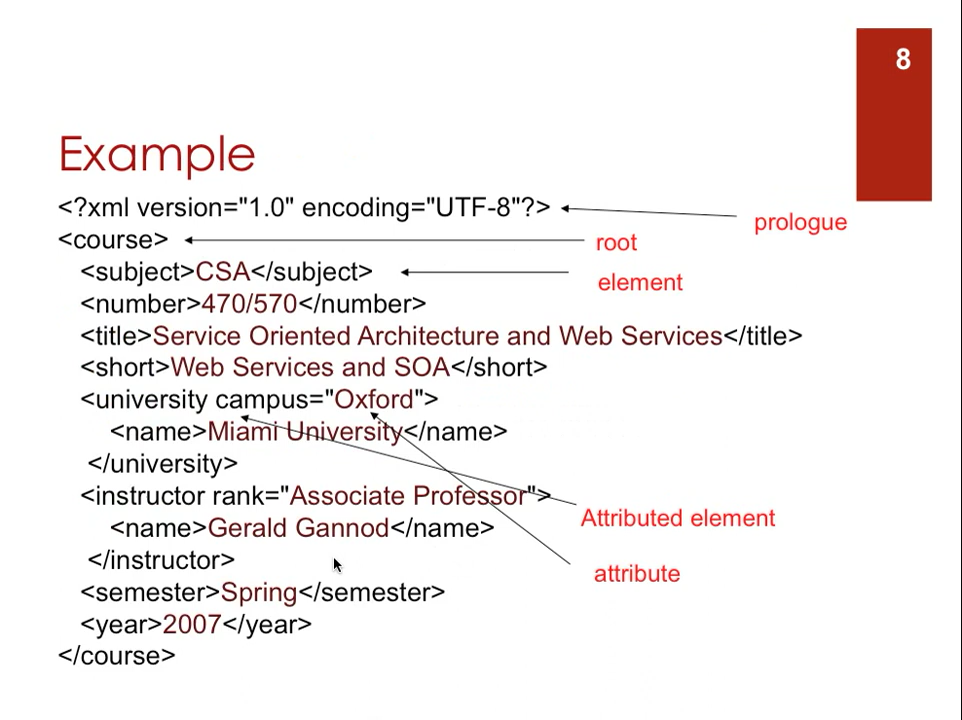 8
Example
<?xml version="1.0" encoding="UTF-8"?>
prologue
<course>
root
<subject>CSA</subject>
element
<number>470/570</number>
<title>Service Oriented Architecture and Web Services</title>
<short>Web Services and SOA</short>
<university campus="Oxford">
<name>Miami University</name>
</university>
<instructor rank="Associate Professor">
Attributed element
<name>Gerald Gannod</name>
</instructor>
attribute
<semester>Spring</semester>
<year>2007</year>
</course>